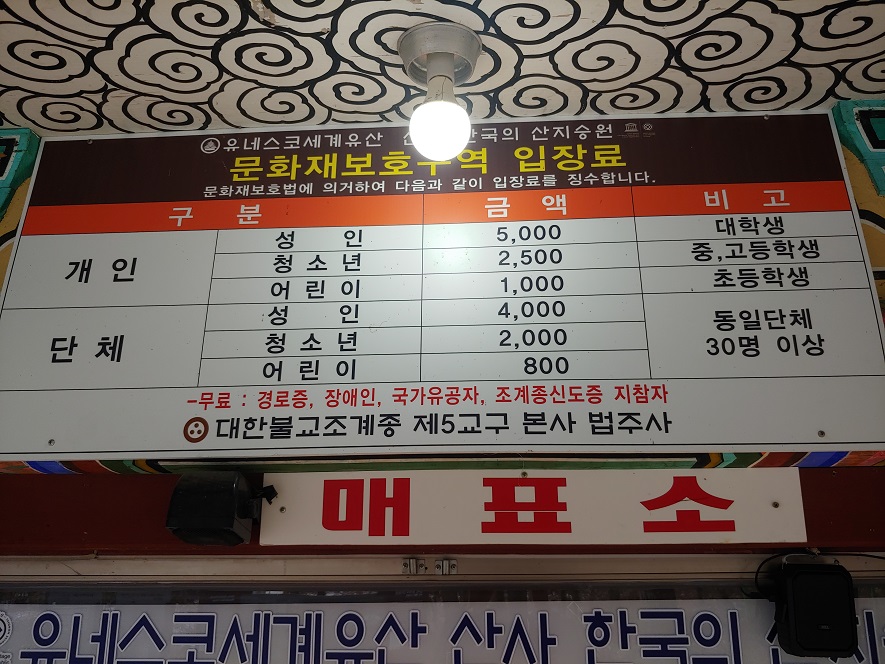 유네스코세계유산 한국의 산지승원
문화재보호구역 입장료
문화재보호법에 의거하여 다음과 같이 입장료를 징수합니다.
구 분 금 액 비 고
개 인 성 인 5,000 대학생
청 소 년 2,500 중,고등학생
어 린 이 1,000 초등학생
단 체 성 인 4,000 동일단체
청 소 년 2,000 30명 이상
어 린 이 800
-무료 : 경로증, 장애인, 국가유공자, 조계종신도증 지참자
대한불교조계종 제5교구 본사 법주사
매표소
유네스코세계유산 산사 한국의 산지